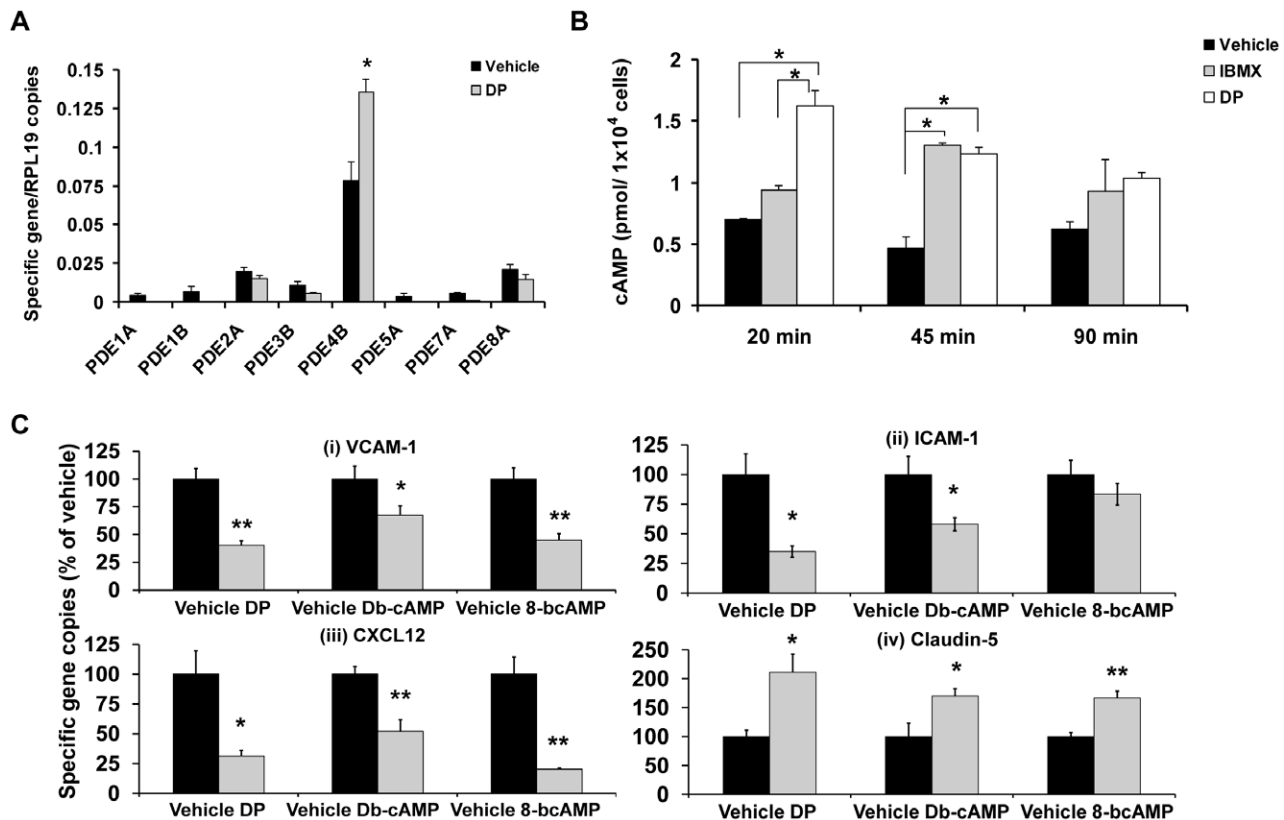 A
Specific gene/RPL19 copies
0.15
0.125
0.1
0.075
0.05
0.025
0
*
Vehicle
DP
PDE1A
PDE1B
PDE2A
PDE3B
PDE4B
PDE5A
PDE7A
PDE8A
B
cAMP (pmol/ 1x10⁴ cells)
2
1.5
1
0.5
0
*
*
*
*
Vehicle
IBMX
DP
20 min
45 min
90 min
C
Specific gene copies (% of vehicle)
(i) VCAM-1
125
100
75
50
25
0
**
*
**
Vehicle DP
Vehicle Db-cAMP
Vehicle 8-bcAMP
(ii) ICAM-1
125
100
75
50
25
0
*
*
Vehicle DP
Vehicle Db-cAMP
Vehicle 8-bcAMP
(iii) CXCL12
125
100
75
50
25
0
*
**
**
Vehicle DP
Vehicle Db-cAMP
Vehicle 8-bcAMP
(iv) Claudin-5
250
200
150
100
50
0
*
*
**
Vehicle DP
Vehicle Db-cAMP
Vehicle 8-bcAMP